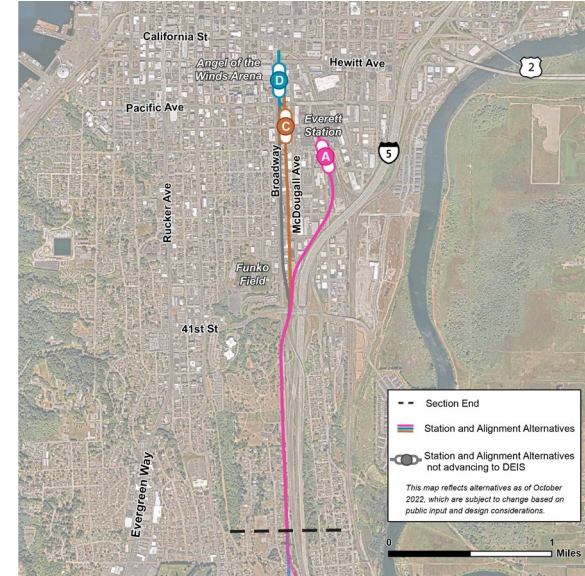 California St
Hewitt Ave
2
Angel of the
Winds Arena
D
Pacific Ave
C
Everett
Station
A
5
Broadway
McDougall Ave
Rucker Ave
Funko
Field
41st St
Evergreen Way
Section End
Station and Alignment Alternatives
Station and Alignment Alternatives
not advancing to DEIS
This map reflects alternatives as of October
2022, which are subject to change based on
public input and design considerations.
0 1
Miles